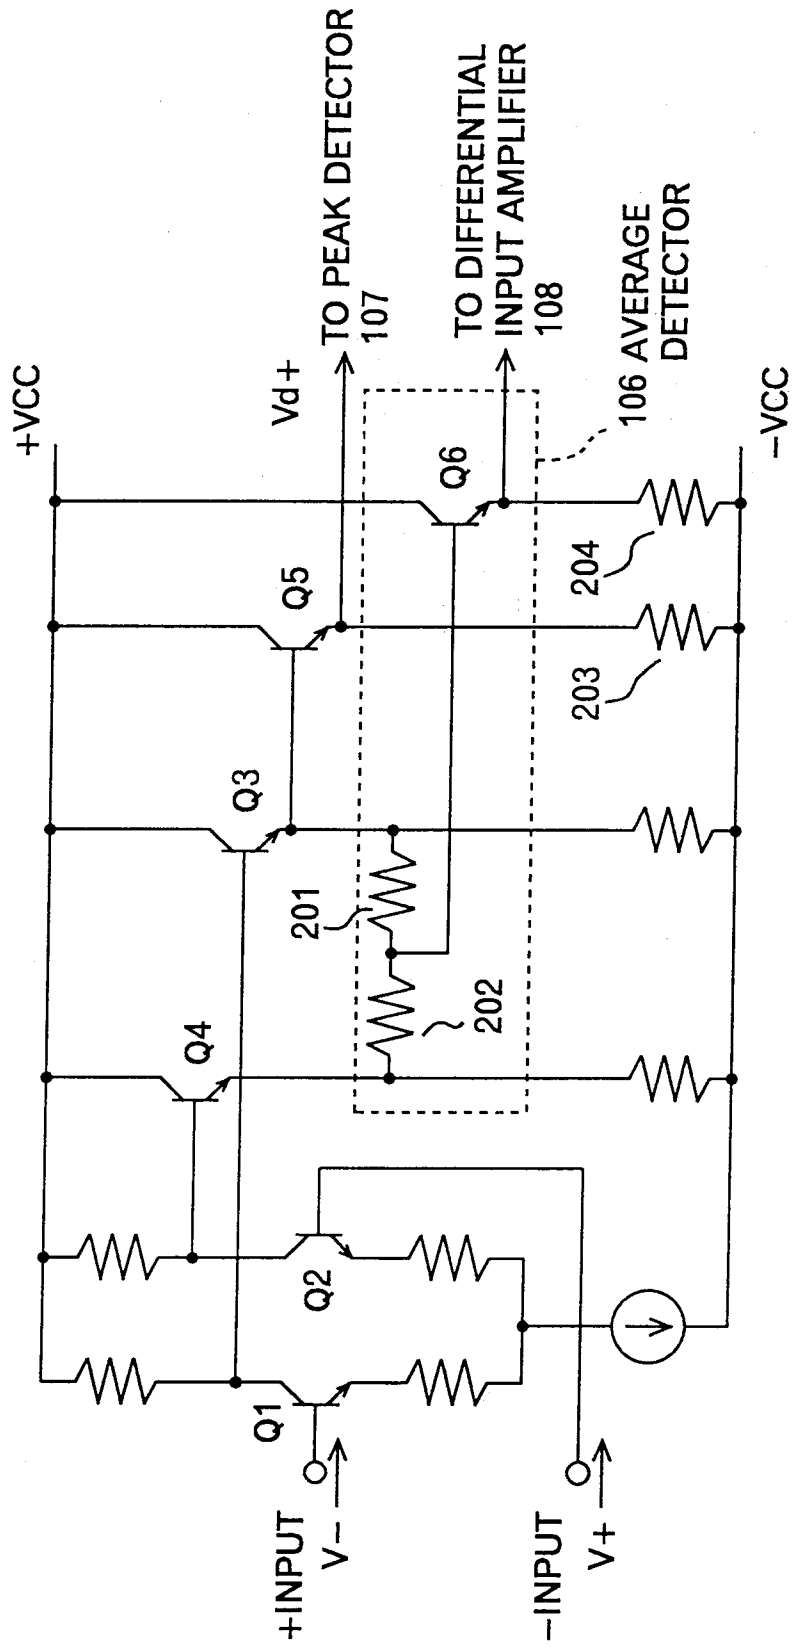 +VCC
Vd+
TO PEAK DETECTOR
107
Q5
Q3
Q6
TO DIFFERENTIAL
INPUT AMPLIFIER
108
Q4
201
202
106 AVERAGE
DETECTOR
204
203
Q2
Q1
+INPUT
V−
−INPUT
V+
−VCC